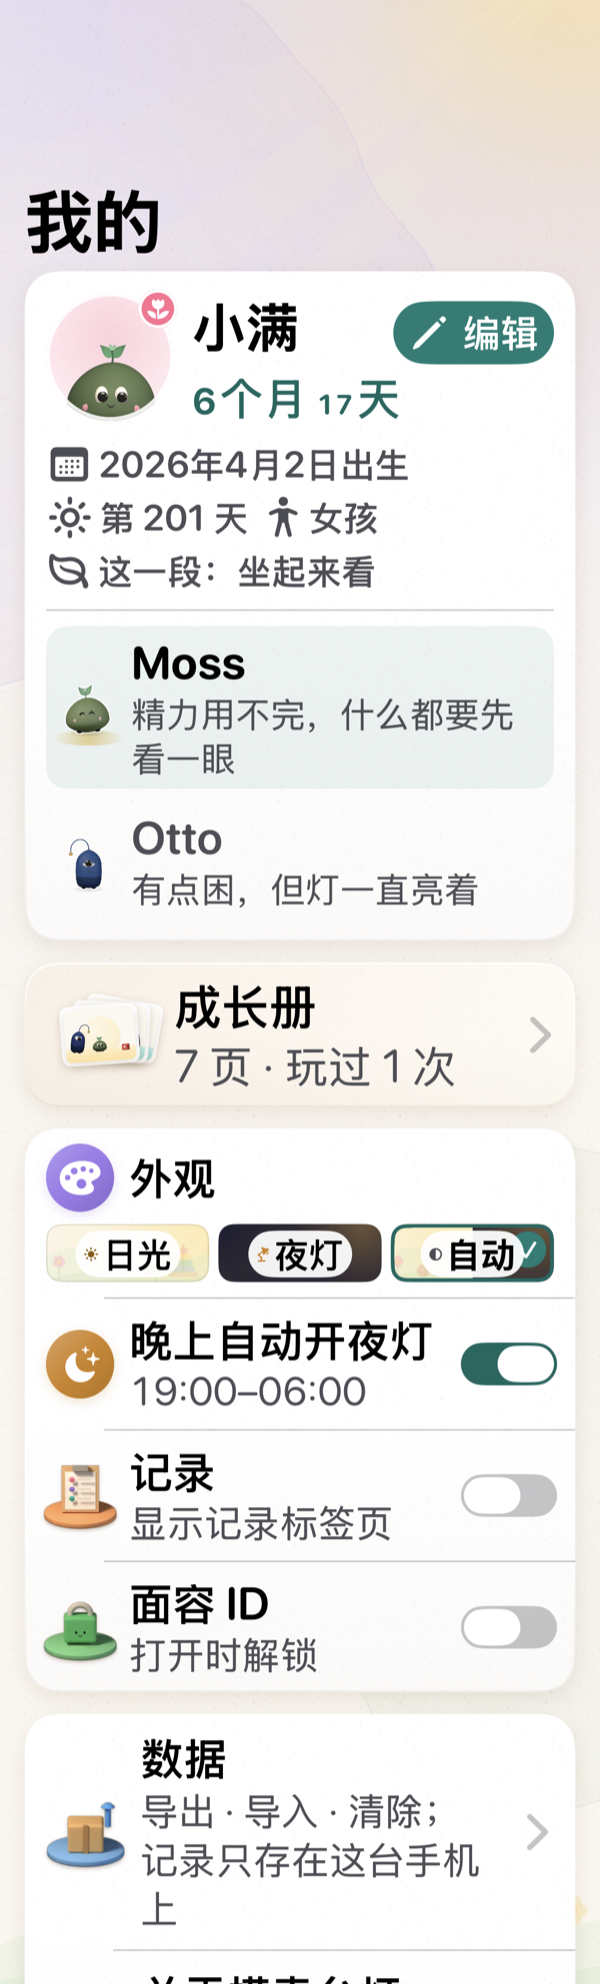 我的
小满
编辑
6个月 17天
2026年4月2日出生
第 201 天 女孩
这一段：坐起来看
Moss
精力用不完，什么都要先
看一眼
Otto
有点困，但灯一直亮着
成长册
7 页 · 玩过 1 次
外观
日光 夜灯 自动
晚上自动开夜灯
19:00–06:00
记录
显示记录标签页
面容 ID
打开时解锁
数据
导出 · 导入 · 清除；
记录只存在这台手机
上